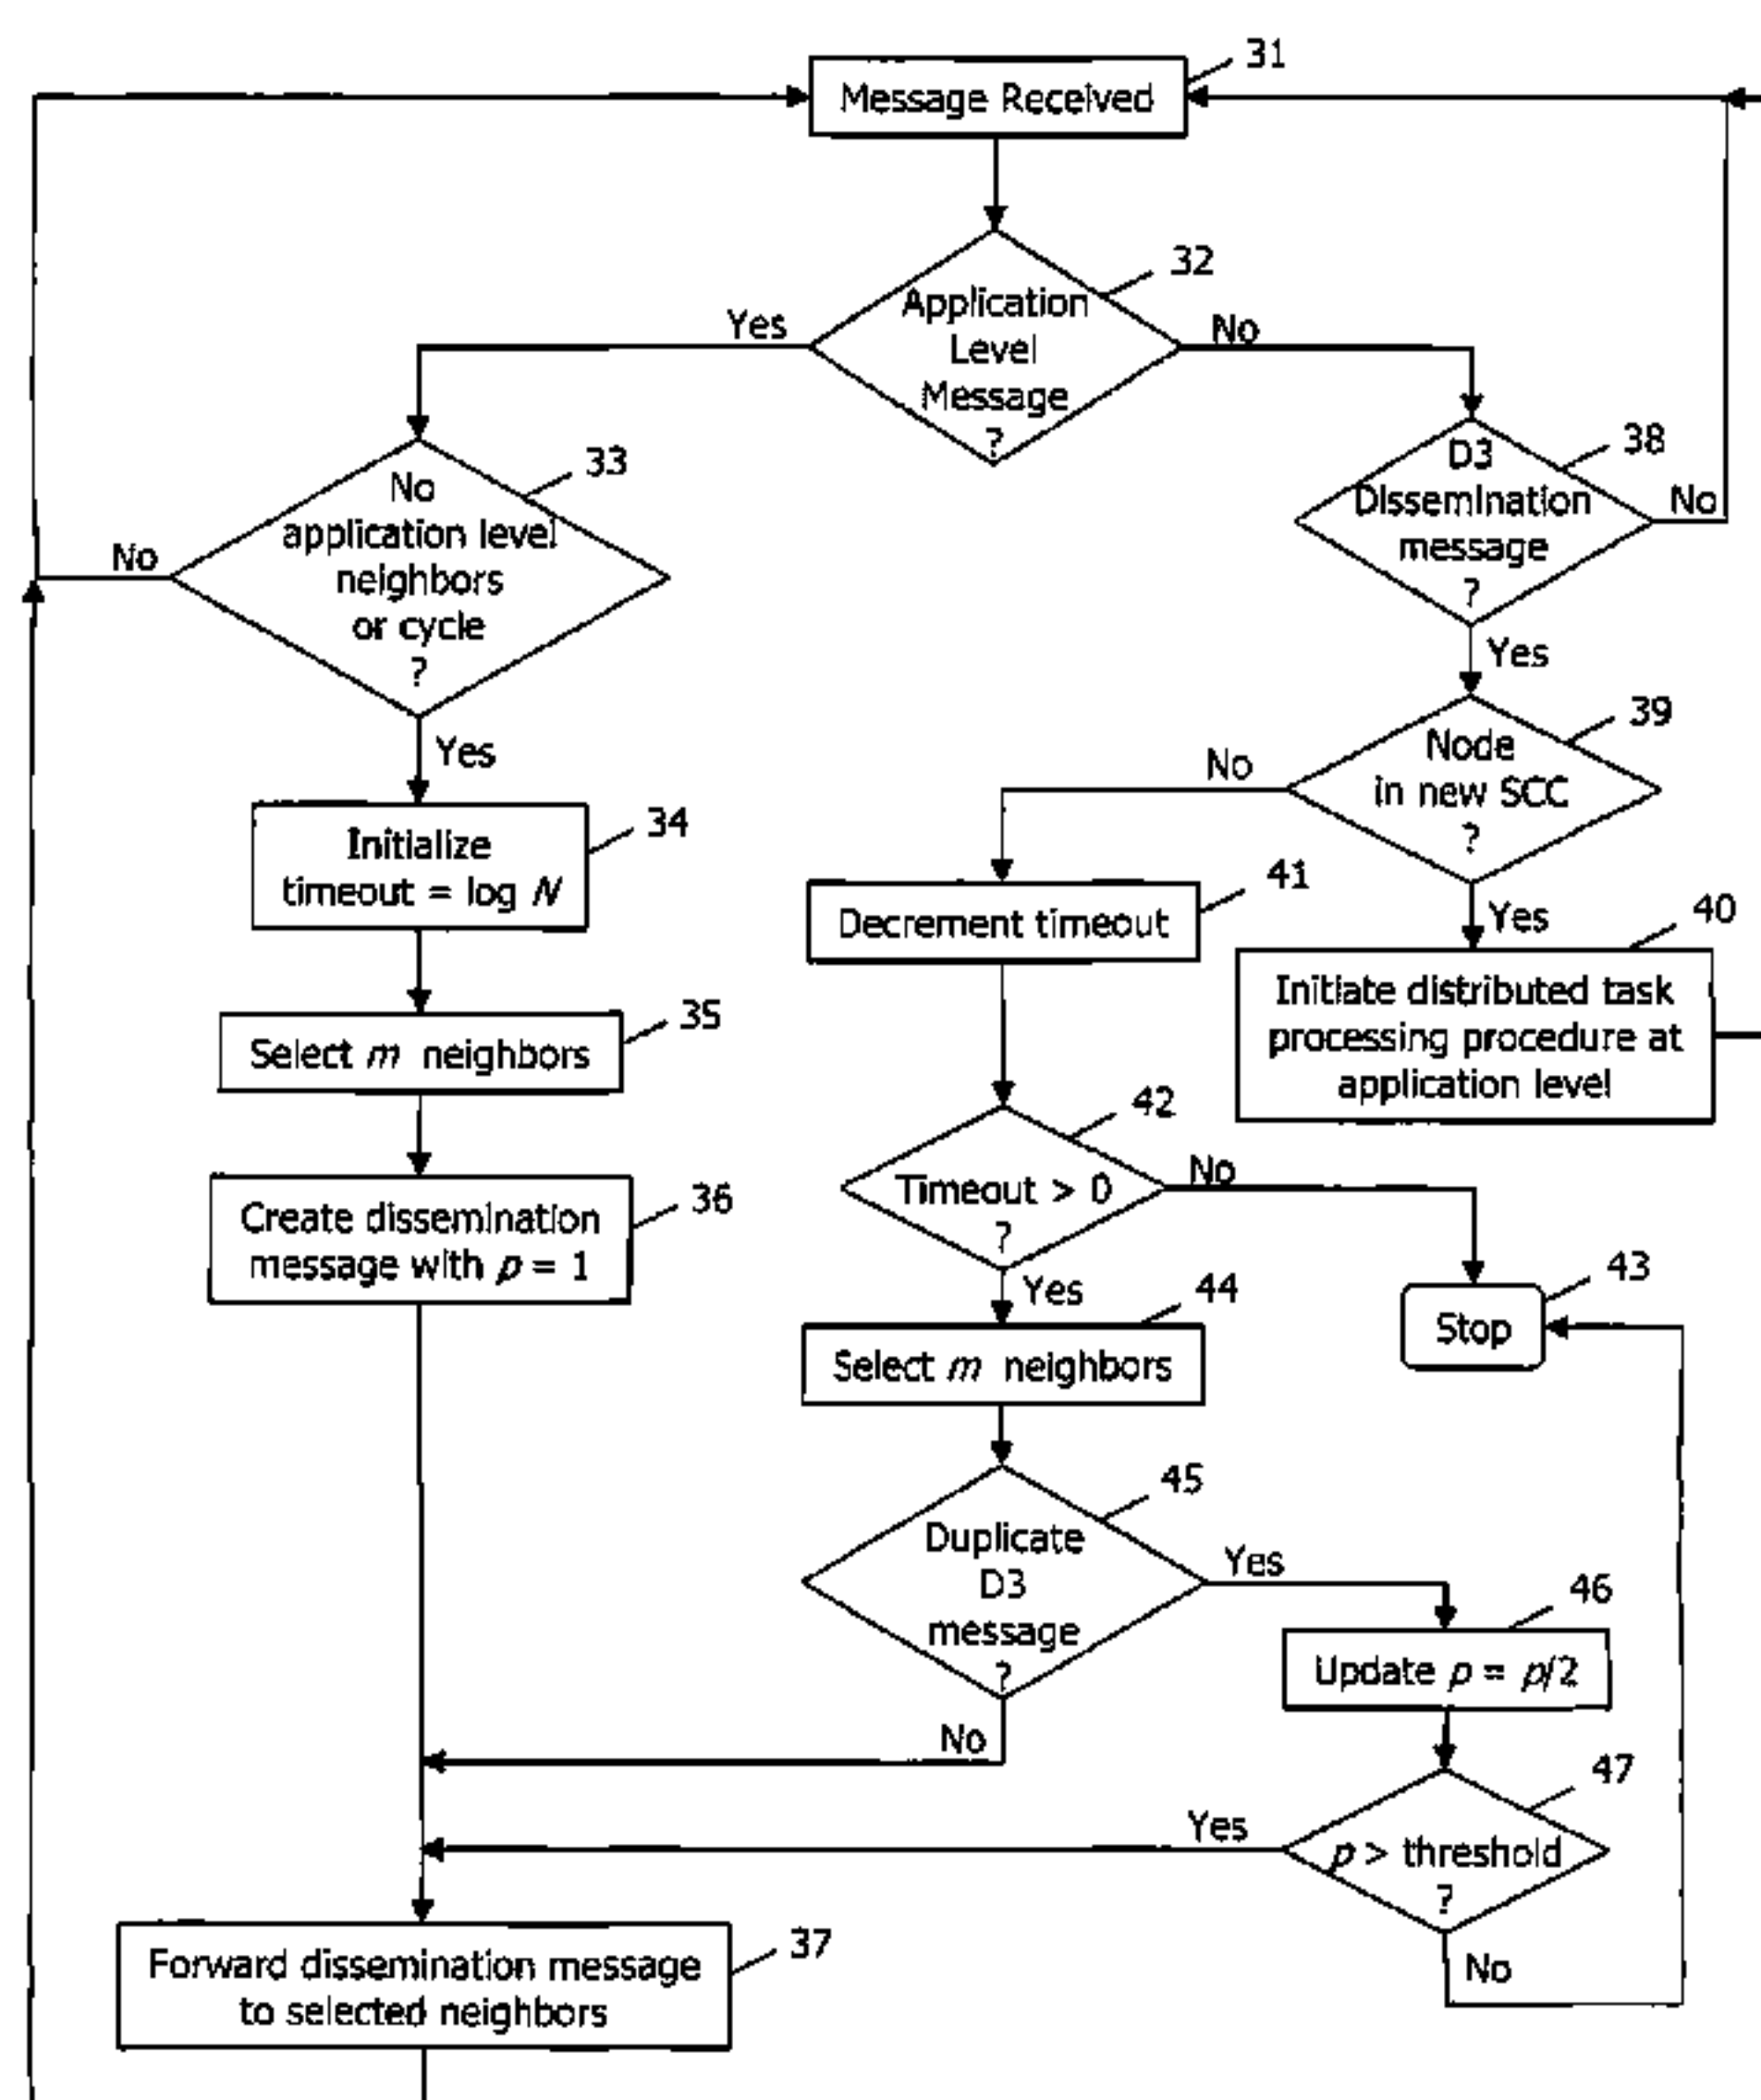 31
Message Received
32
Application
Level
Message
?
Yes
No
33
No
application level
neighbors
or cycle
?
No
Yes
38
D3
Dissemination
message
?
No
Yes
39
Node
in new SCC
?
No
Yes
34
Initialize
timeout = log N
41
Decrement timeout
40
Initiate distributed task
processing procedure at
application level
35
Select m neighbors
42
Timeout > 0
?
No
Yes
36
Create dissemination
message with p = 1
43
Stop
44
Select m neighbors
45
Duplicate
D3
message
?
Yes
No
46
Update p = p/2
47
p > threshold
?
Yes
No
37
Forward dissemination message
to selected neighbors